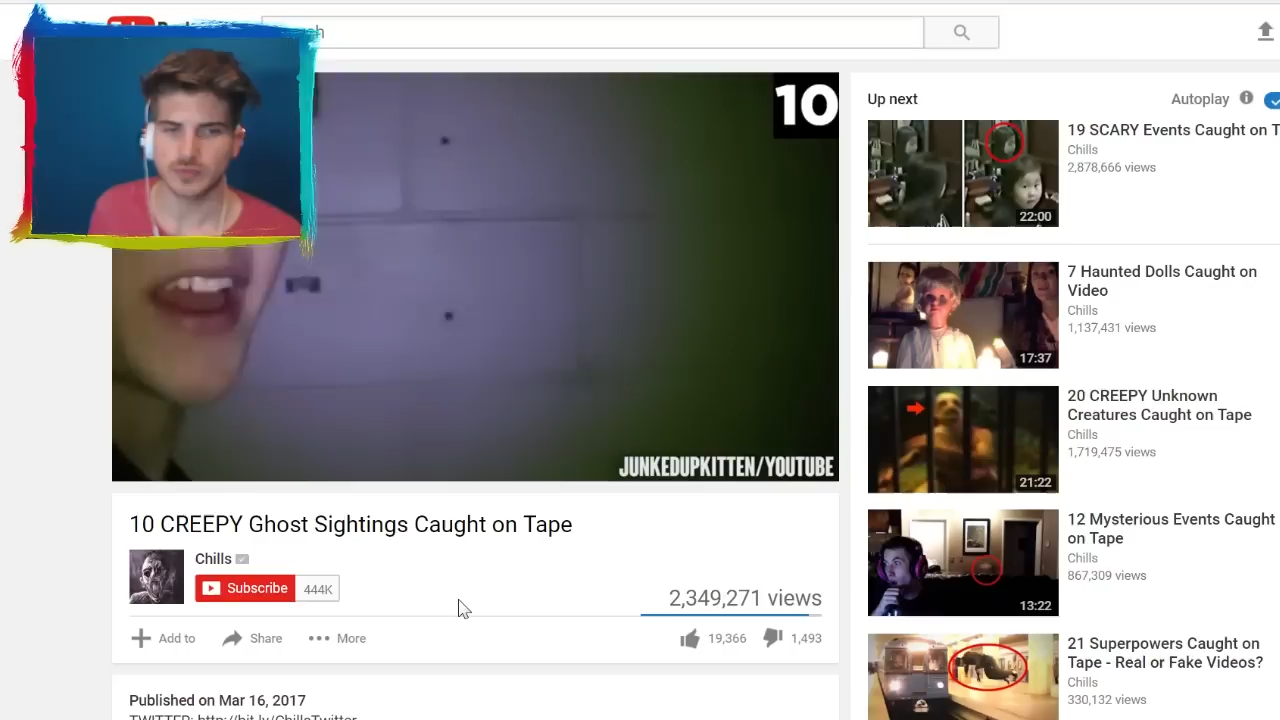 10
JUNKEDUPKITTEN/YOUTUBE
10 CREEPY Ghost Sightings Caught on Tape
Chills
Subscribe 444K
2,349,271 views
Add to Share More 19,366 1,493
Published on Mar 16, 2017
Up next Autoplay
19 SCARY Events Caught on T
Chills
2,878,666 views
22:00
7 Haunted Dolls Caught on
Video
Chills
1,137,431 views
17:37
20 CREEPY Unknown
Creatures Caught on Tape
Chills
1,719,475 views
21:22
12 Mysterious Events Caught
on Tape
Chills
867,309 views
13:22
21 Superpowers Caught on
Tape - Real or Fake Videos?
Chills
330,132 views